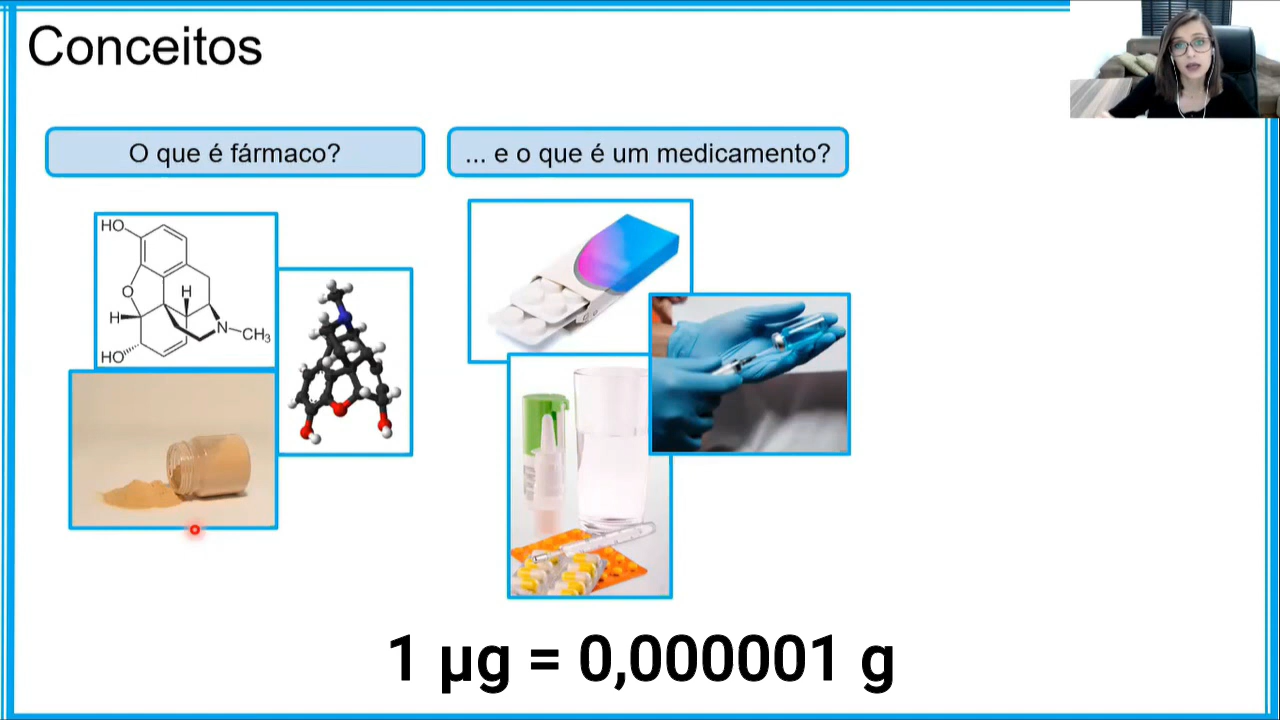 Conceitos
O que é fármaco?
... e o que é um medicamento?
HO
O
H
H
N
CH₃
HO
1 µg = 0,000001 g